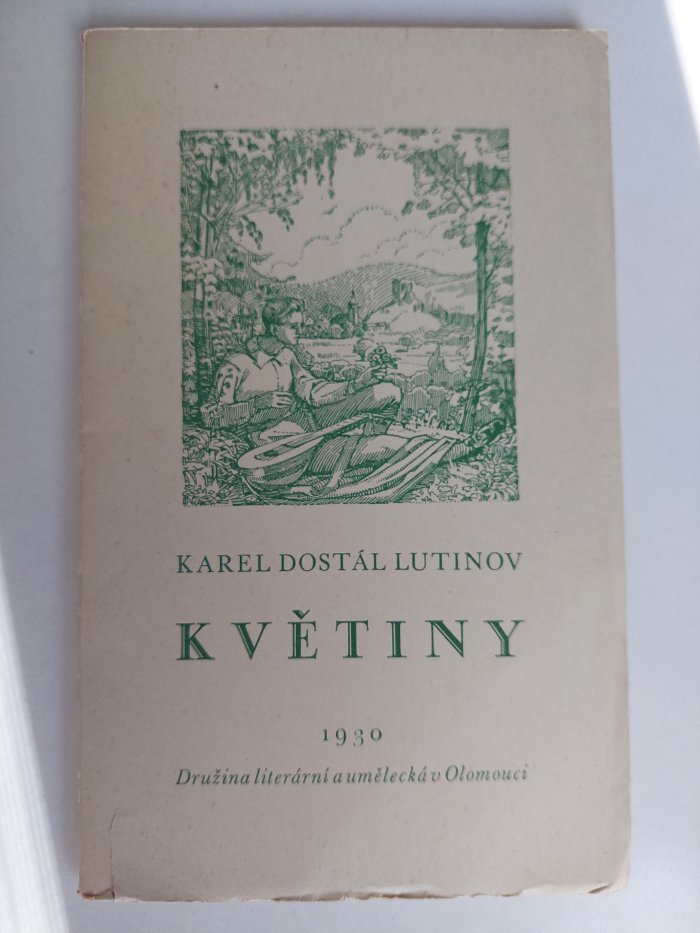 KAREL DOSTÁL LUTINOV
KVĚTINY
1930
Družina literární a umělecká v Olomouci